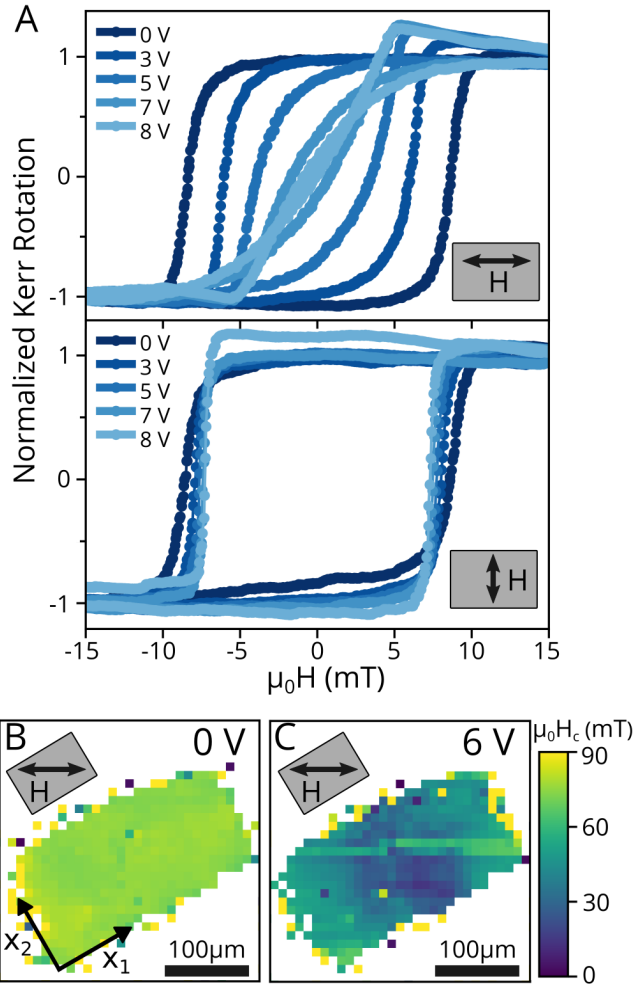 A
0 V
3 V
5 V
7 V
8 V
1
0
-1
H
Normalized Kerr Rotation
0 V
3 V
5 V
7 V
8 V
1
0
-1
H
-15 -10 -5 0 5 10 15
μ₀H (mT)
B
0 V
H
x₂
x₁
100μm
C
6 V
H
100μm
μ₀Hc (mT)
90
60
30
0